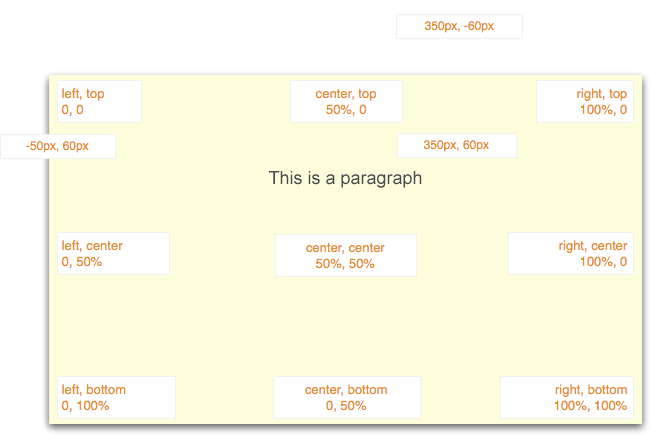 350px, -60px
left, top
0, 0
center, top
50%, 0
right, top
100%, 0
-50px, 60px
350px, 60px
This is a paragraph
left, center
0, 50%
center, center
50%, 50%
right, center
100%, 0
left, bottom
0, 100%
center, bottom
0, 50%
right, bottom
100%, 100%